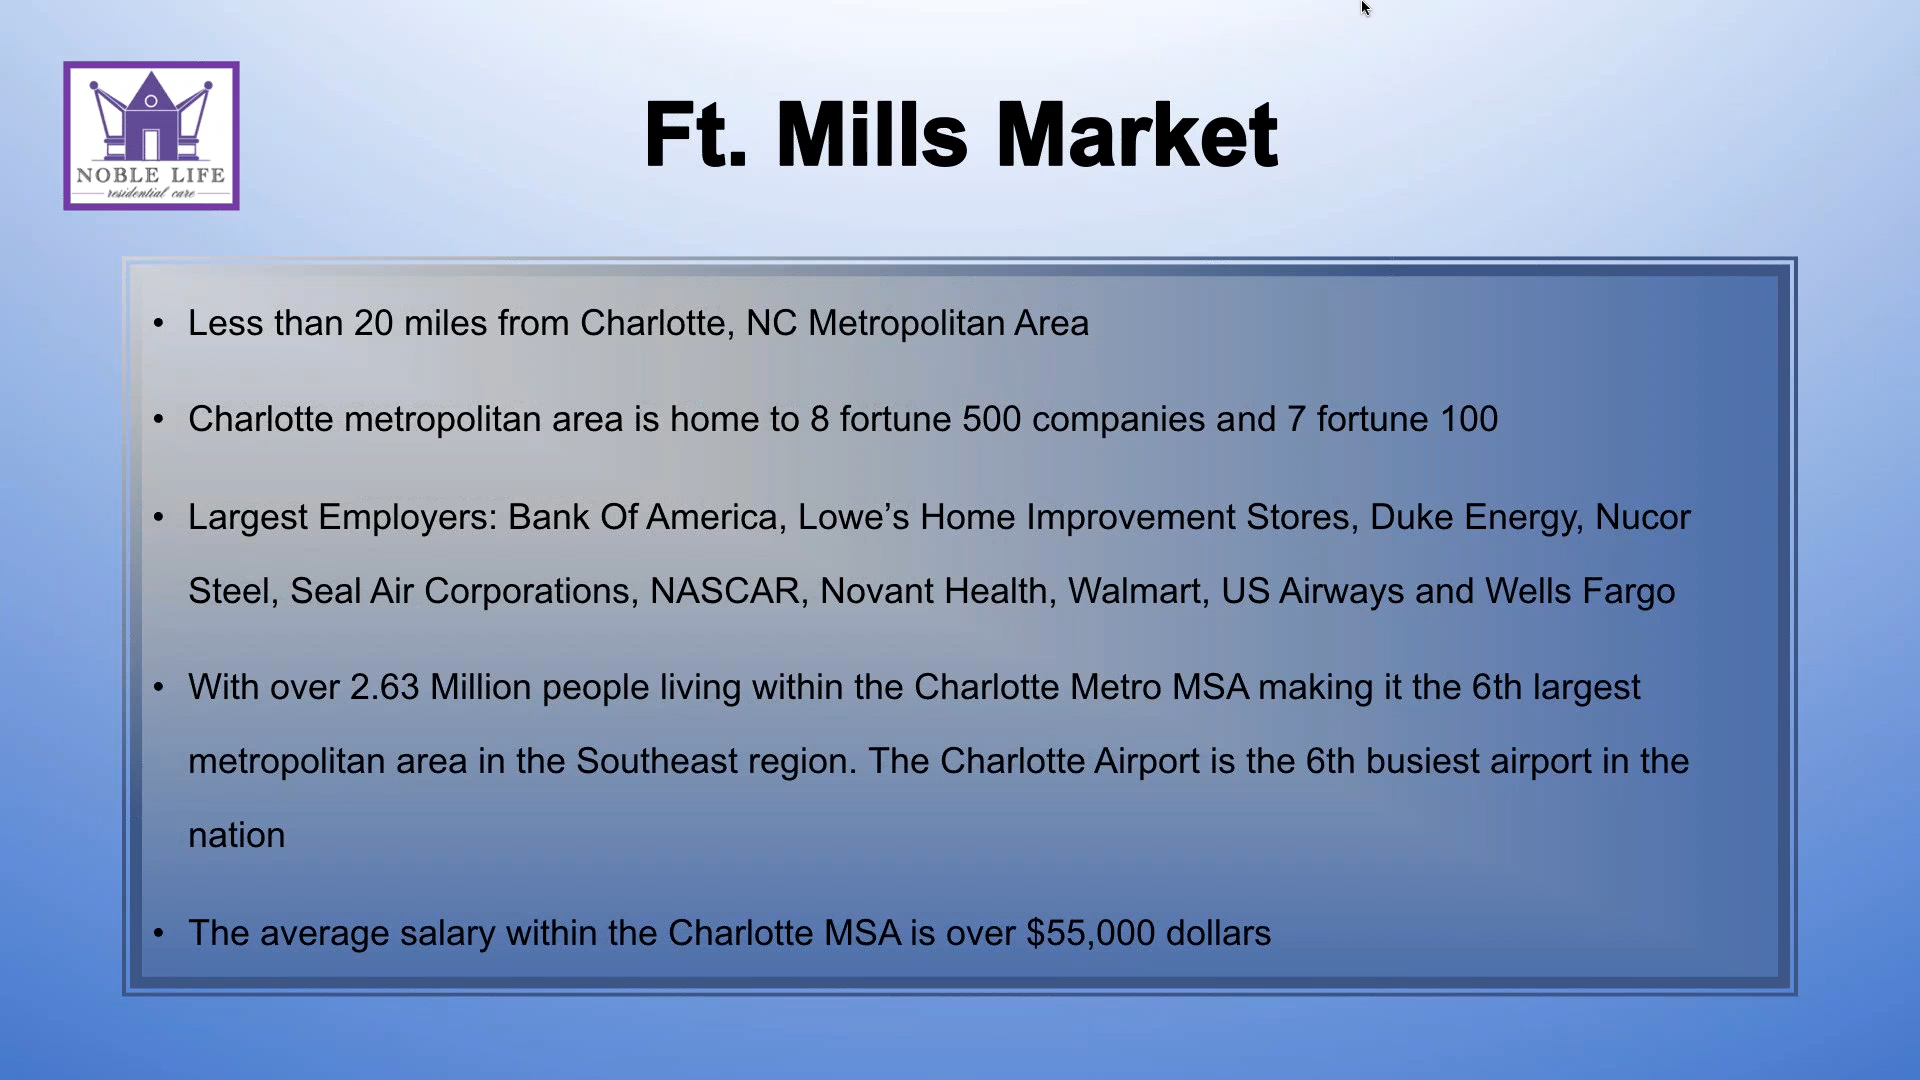 NOBLE LIFE
residential care
Ft. Mills Market
• Less than 20 miles from Charlotte, NC Metropolitan Area
• Charlotte metropolitan area is home to 8 fortune 500 companies and 7 fortune 100
• Largest Employers: Bank Of America, Lowe’s Home Improvement Stores, Duke Energy, Nucor
Steel, Seal Air Corporations, NASCAR, Novant Health, Walmart, US Airways and Wells Fargo
• With over 2.63 Million people living within the Charlotte Metro MSA making it the 6th largest
metropolitan area in the Southeast region. The Charlotte Airport is the 6th busiest airport in the
nation
• The average salary within the Charlotte MSA is over $55,000 dollars